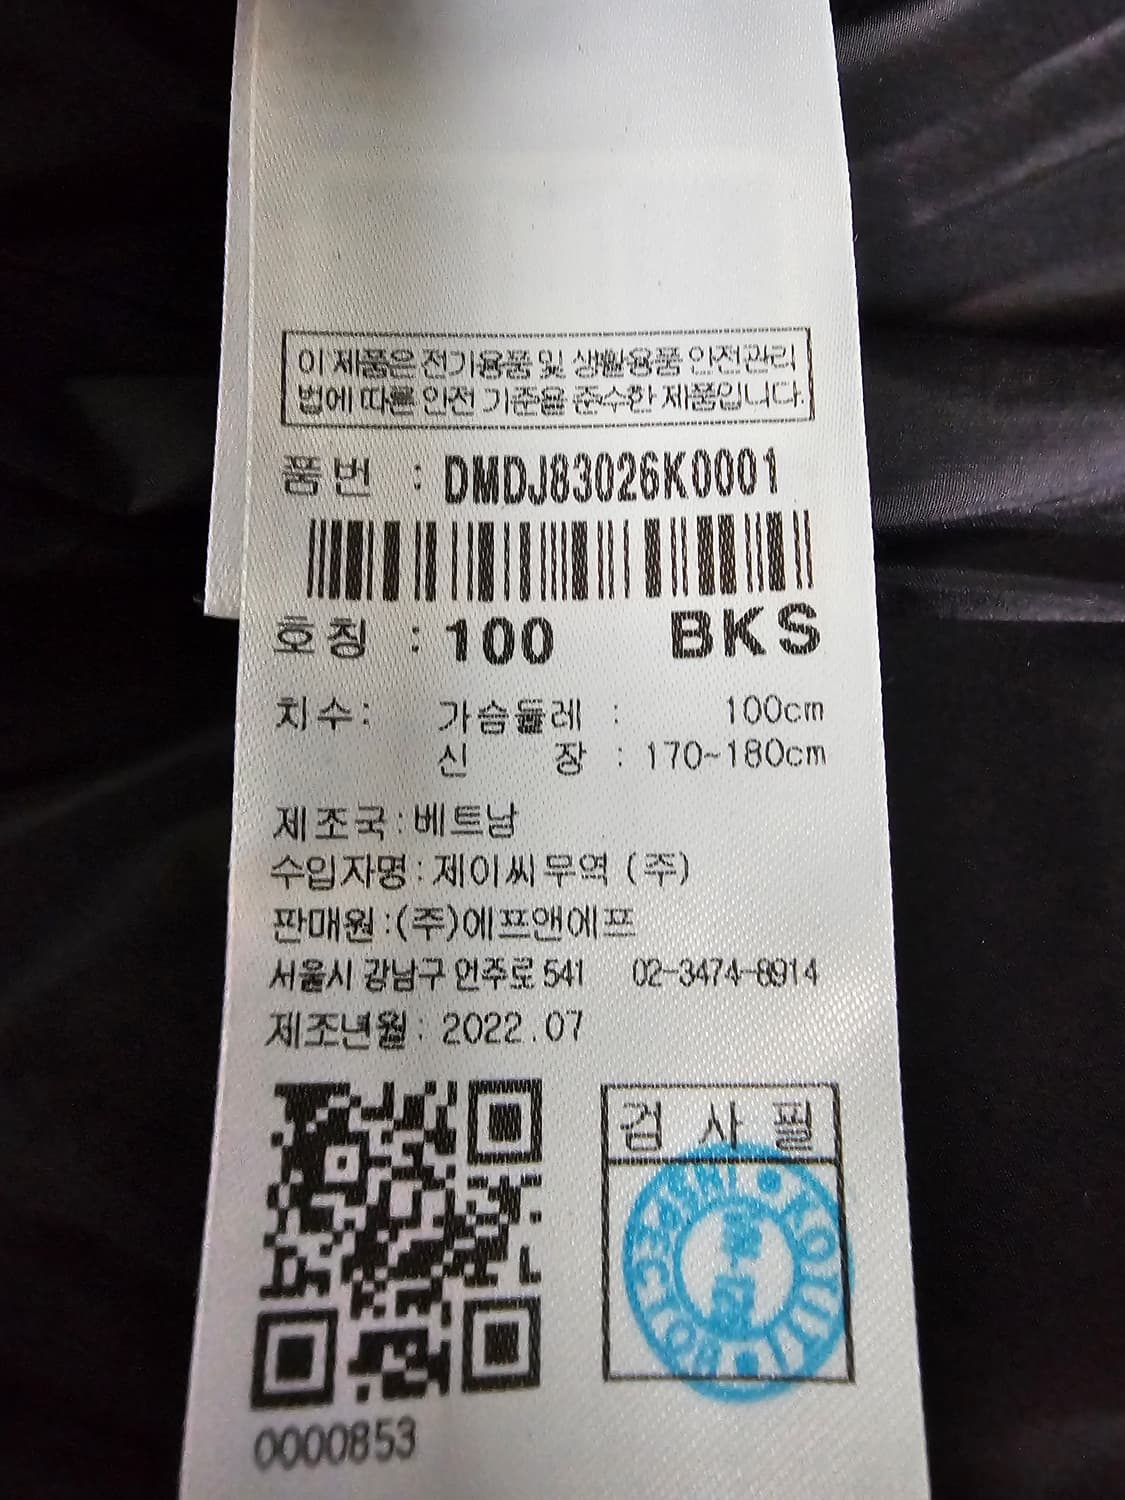 이 제품은 전기용품 및 생활용품 안전관리
법에 따른 안전 기준을 준수한 제품입니다.
품번 : DMDJ83026K0001
호칭 : 100 BKS
치수: 가슴둘레 : 100cm
신 장 : 170~180cm
제조국:베트남
수입자명:제이씨무역 (주)
판매원:(주)에프앤에프
서울시 강남구 언주로 541 02-3474-8914
제조년월: 2022.07
검 사 필
0000853